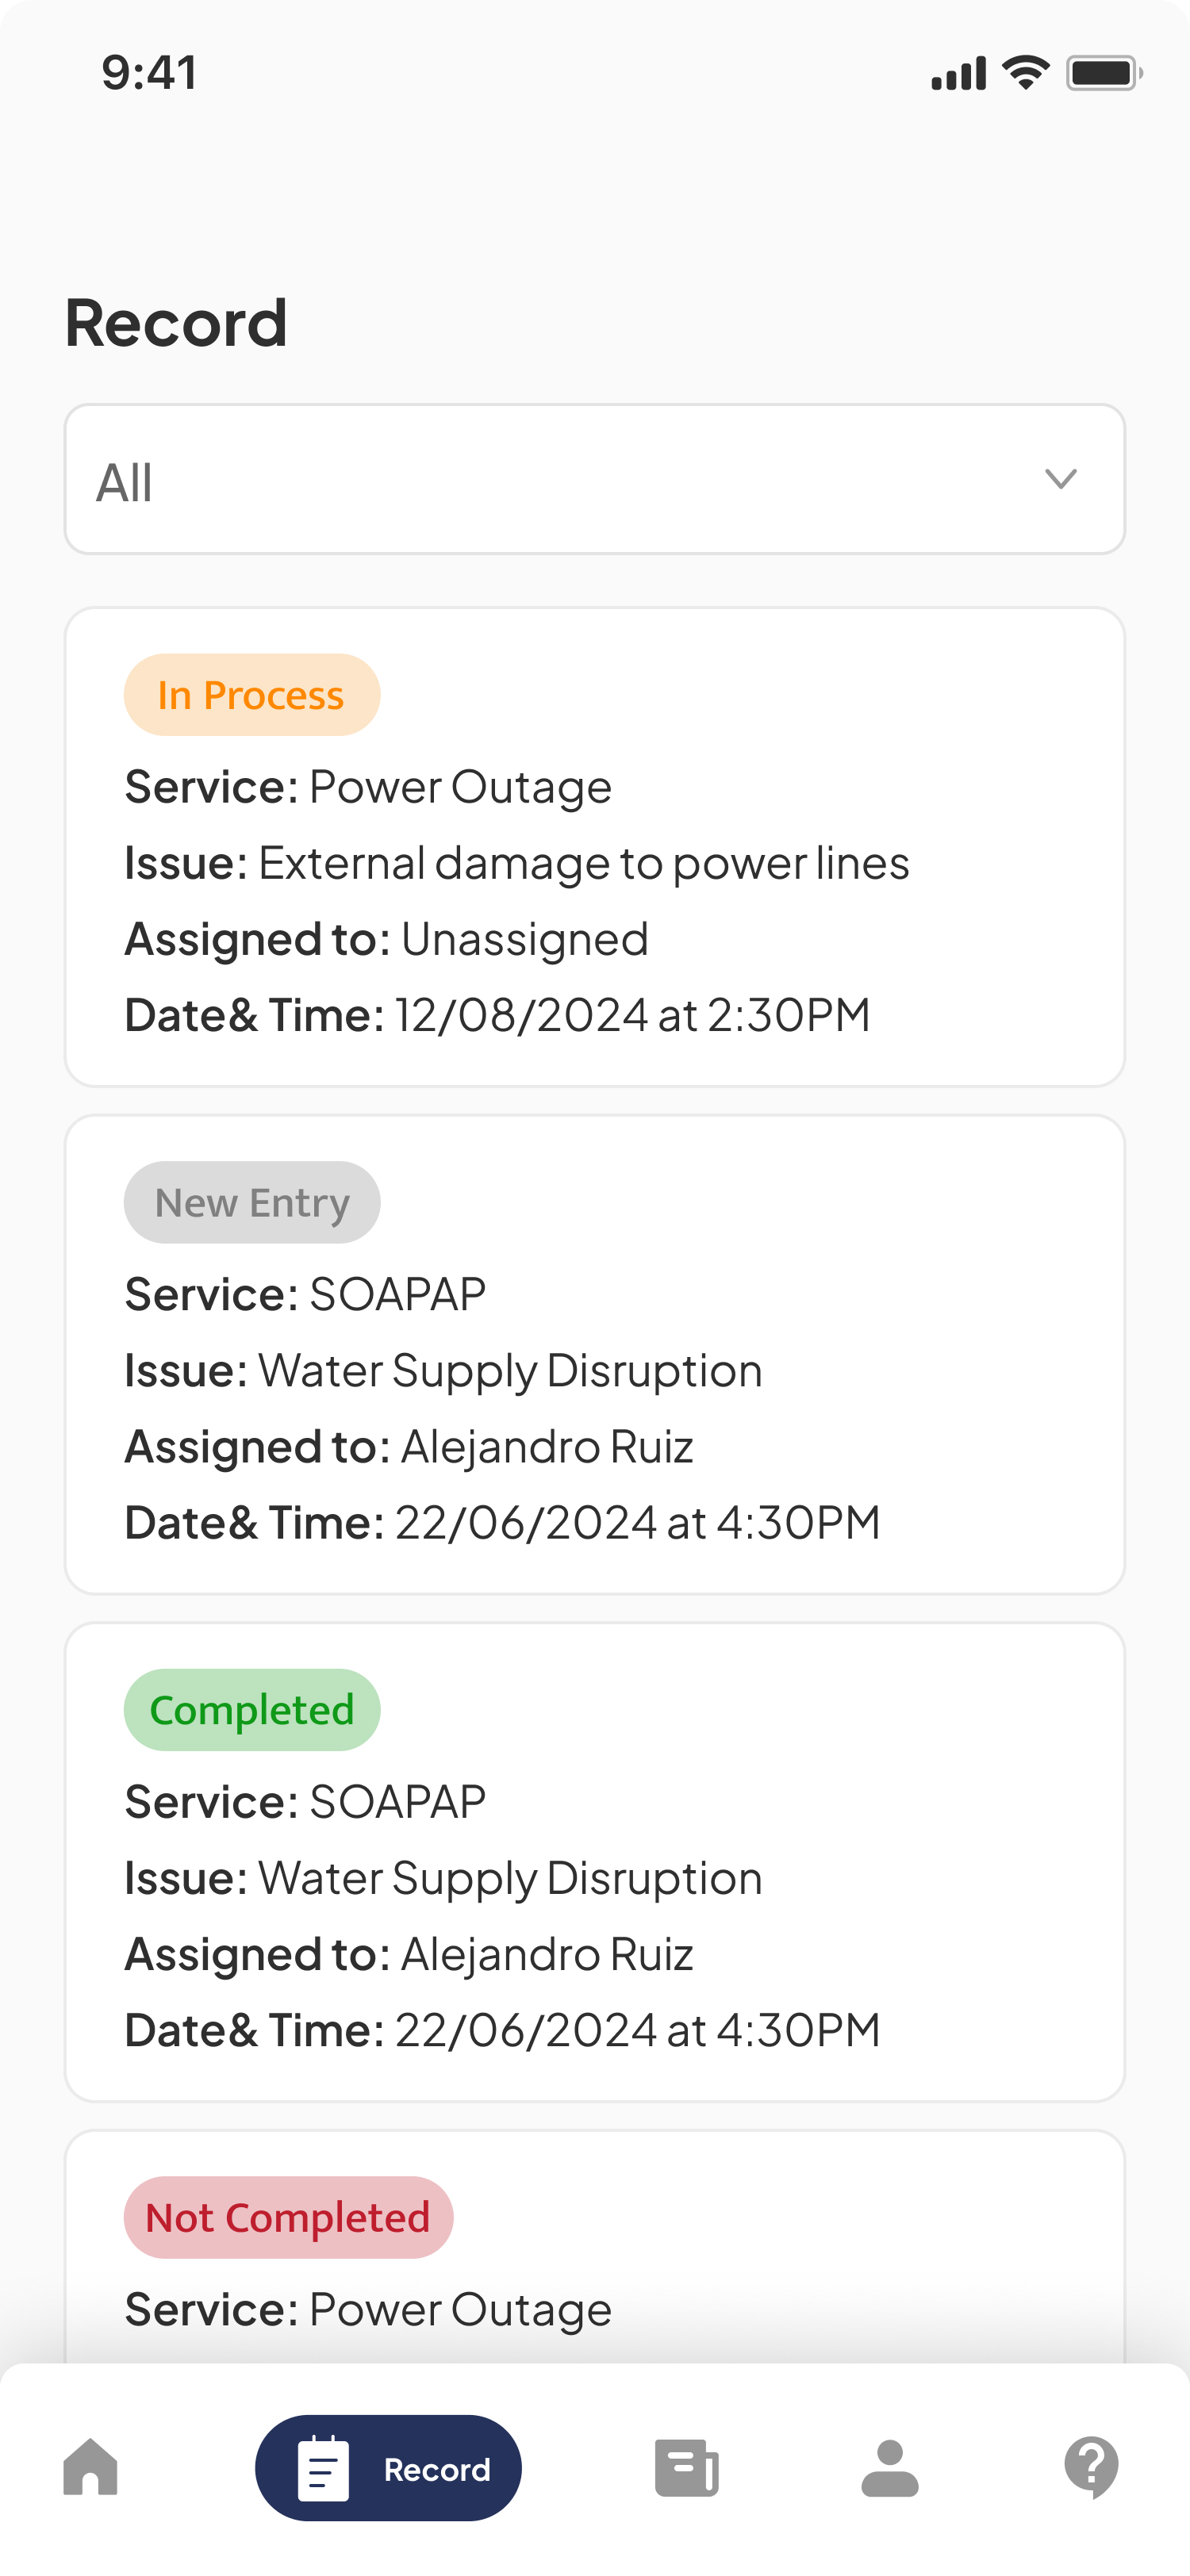 9:41
Record
All
In Process
Service: Power Outage
Issue: External damage to power lines
Assigned to: Unassigned
Date& Time: 12/08/2024 at 2:30PM
New Entry
Service: SOAPAP
Issue: Water Supply Disruption
Assigned to: Alejandro Ruiz
Date& Time: 22/06/2024 at 4:30PM
Completed
Service: SOAPAP
Issue: Water Supply Disruption
Assigned to: Alejandro Ruiz
Date& Time: 22/06/2024 at 4:30PM
Not Completed
Service: Power Outage
Record